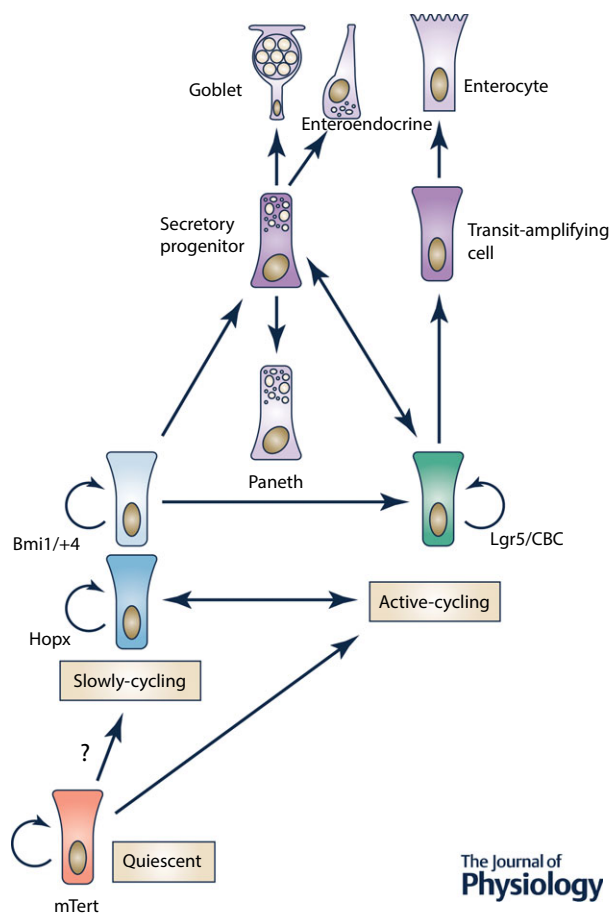 Goblet
Enteroendocrine
Enterocyte
Secretory
progenitor
Transit-amplifying
cell
Paneth
Bmi1/+4
Lgr5/CBC
Hopx
Active-cycling
Slowly-cycling
?
mTert
Quiescent
The Journal of
Physiology